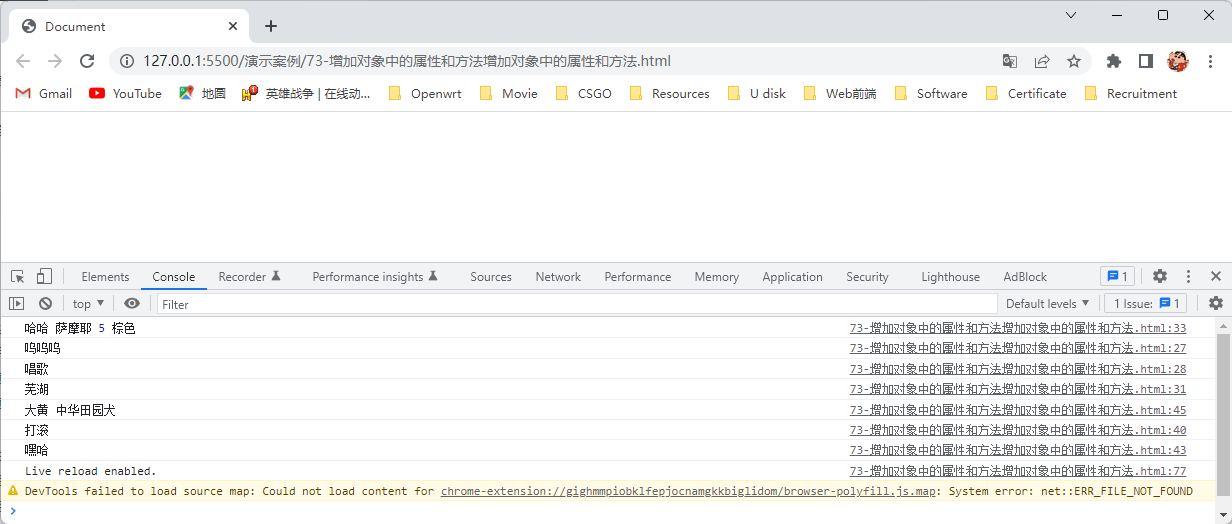 Document
127.0.0.1:5500/演示案例/73-增加对象中的属性和方法增加对象中的属性和方法.html
Gmail YouTube 地圖 英雄战争 | 在线动... Openwrt Movie CSGO Resources U disk Web前端 Software Certificate Recruitment
Elements Console Recorder Performance insights Sources Network Performance Memory Application Security Lighthouse AdBlock 1
top Filter Default levels 1 Issue: 1
哈哈 萨摩耶 5 棕色 73-增加对象中的属性和方法增加对象中的属性和方法.html:33
呜呜呜 73-增加对象中的属性和方法增加对象中的属性和方法.html:27
唱歌 73-增加对象中的属性和方法增加对象中的属性和方法.html:28
芜湖 73-增加对象中的属性和方法增加对象中的属性和方法.html:31
大黄 中华田园犬 73-增加对象中的属性和方法增加对象中的属性和方法.html:45
打滚 73-增加对象中的属性和方法增加对象中的属性和方法.html:40
嘿哈 73-增加对象中的属性和方法增加对象中的属性和方法.html:43
Live reload enabled. 73-增加对象中的属性和方法增加对象中的属性和方法.html:77
DevTools failed to load source map: Could not load content for chrome-extension://gighmmpiobklfepjocnamgkkbiglidom/browser-polyfill.js.map: System error: net::ERR_FILE_NOT_FOUND